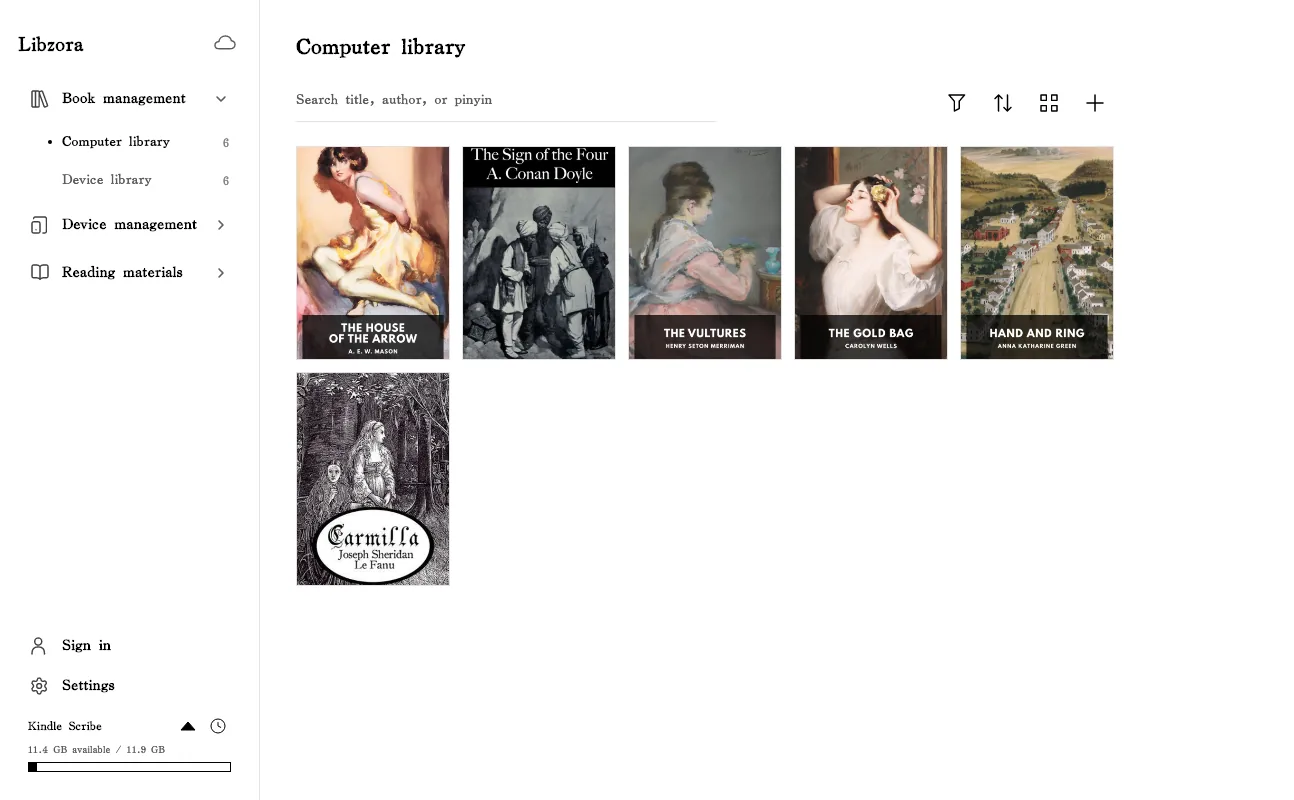 Libzora
Book management
Computer library 6
Device library 6
Device management
Reading materials
Sign in
Settings
Kindle Scribe
11.4 GB available / 11.9 GB
Computer library
Search title, author, or pinyin
THE HOUSE
OF THE ARROW
A. E. W. MASON
The Sign of the Four
A. Conan Doyle
THE VULTURES
HENRY SETON MERRIMAN
THE GOLD BAG
CAROLYN WELLS
HAND AND RING
ANNA KATHARINE GREEN
Carmilla
Joseph Sheridan
Le Fanu